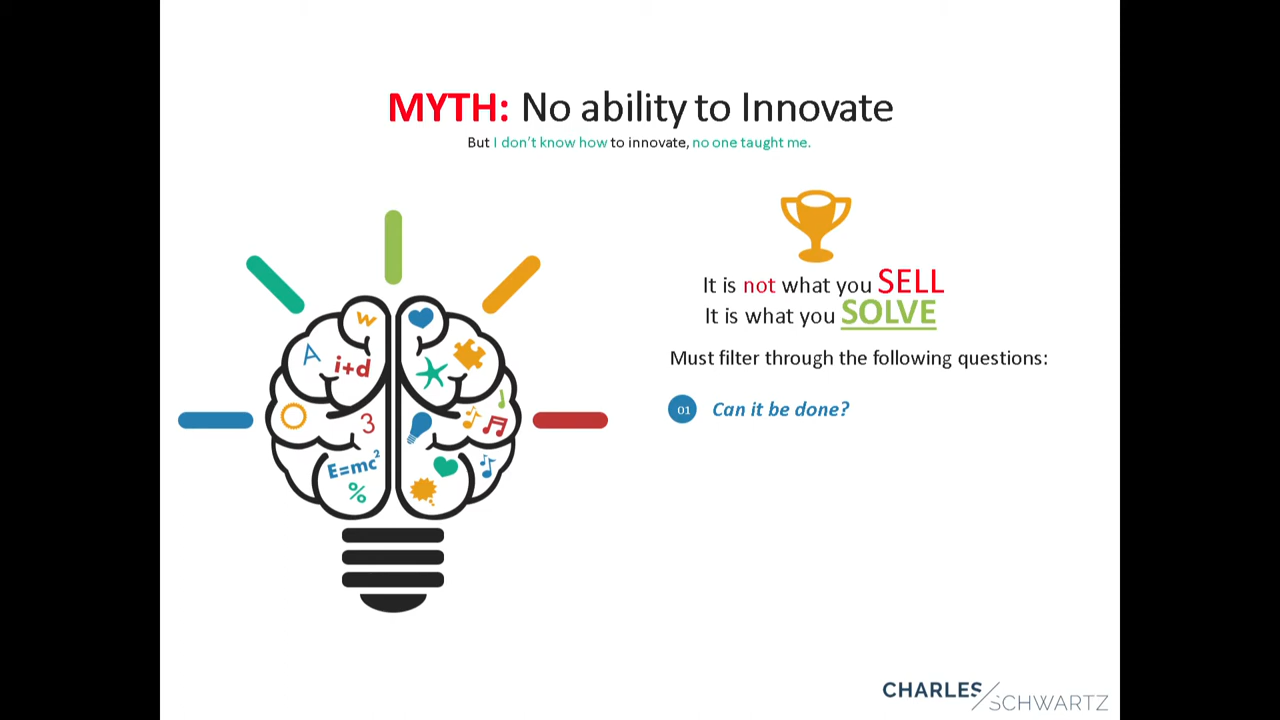 MYTH: No ability to Innovate
But I don't know how to innovate, no one taught me.
It is not what you SELL
It is what you SOLVE
Must filter through the following questions:
01 Can it be done?
W
A
i+d
3
E=mc²
%
CHARLES
SCHWARTZ